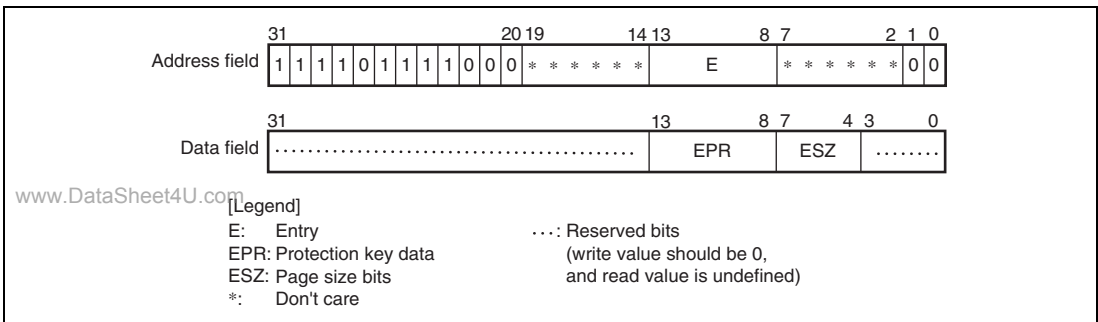 31 20 19 14 13 8 7 2 1 0
Address field 1 1 1 1 0 1 1 1 1 0 0 0 * * * * * * E * * * * * * 0 0
31 13 8 7 4 3 0
Data field ................................................ EPR ESZ ........
www.DataSheet4U.com
[Legend]
E: Entry ...: Reserved bits
EPR: Protection key data (write value should be 0,
ESZ: Page size bits and read value is undefined)
*: Don't care